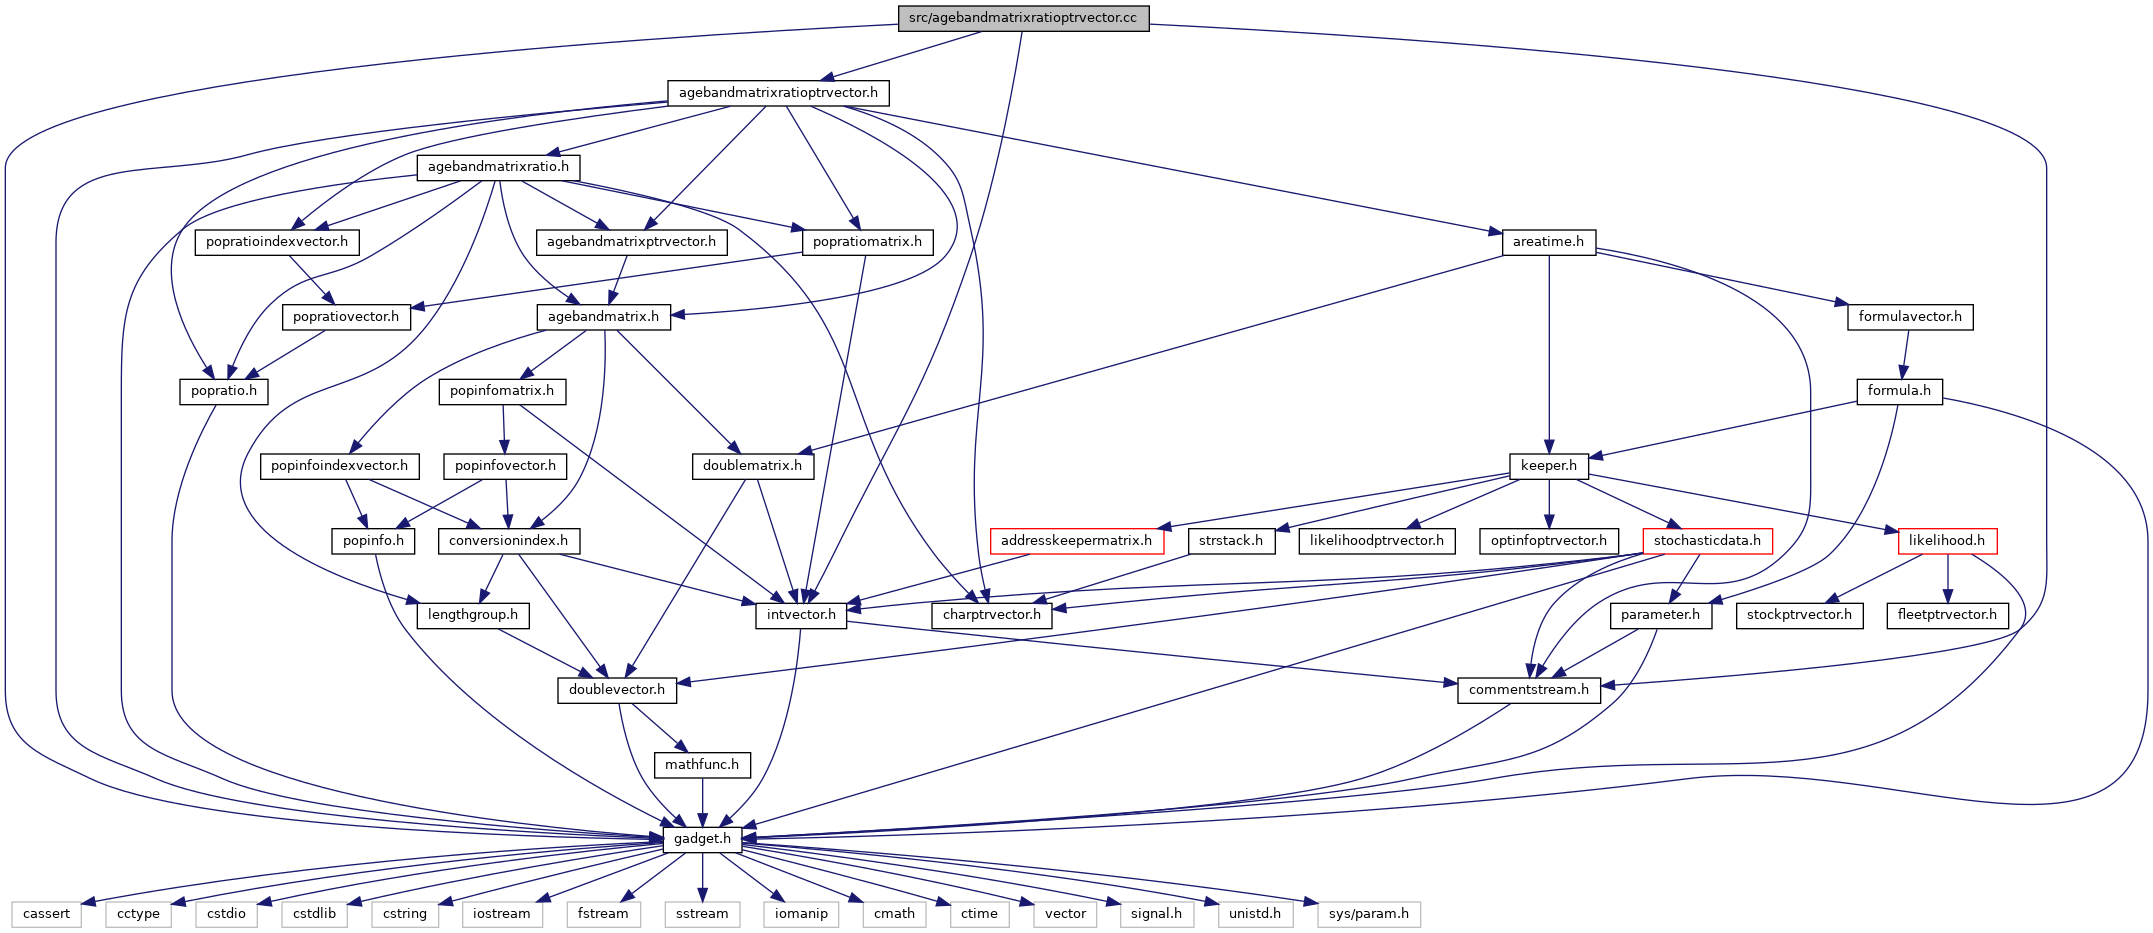 src/agebandmatrixratioptrvector.cc
agebandmatrixratioptrvector.h
agebandmatrixratio.h
popratioindexvector.h
agebandmatrixptrvector.h
popratiomatrix.h
areatime.h
popratiovector.h
agebandmatrix.h
formulavector.h
popratio.h
popinfomatrix.h
formula.h
popinfoindexvector.h
popinfovector.h
doublematrix.h
keeper.h
popinfo.h
conversionindex.h
addresskeepermatrix.h
strstack.h
likelihoodptrvector.h
optinfoptrvector.h
stochasticdata.h
likelihood.h
lengthgroup.h
intvector.h
charptrvector.h
parameter.h
stockptrvector.h
fleetptrvector.h
doublevector.h
commentstream.h
mathfunc.h
gadget.h
cassert
cctype
cstdio
cstdlib
cstring
iostream
fstream
sstream
iomanip
cmath
ctime
vector
signal.h
unistd.h
sys/param.h